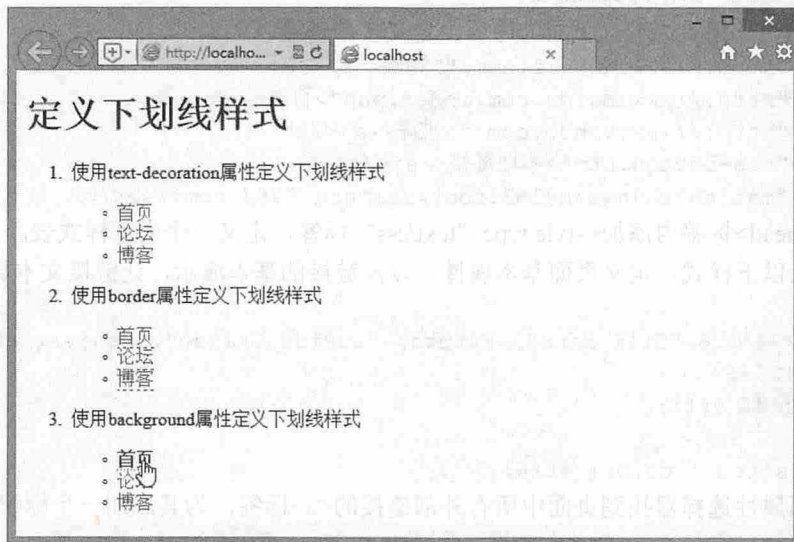 http://localho...
localhost
定义下划线样式
1. 使用text-decoration属性定义下划线样式
首页
论坛
博客
2. 使用border属性定义下划线样式
首页
论坛
博客
3. 使用background属性定义下划线样式
首页
论
博客